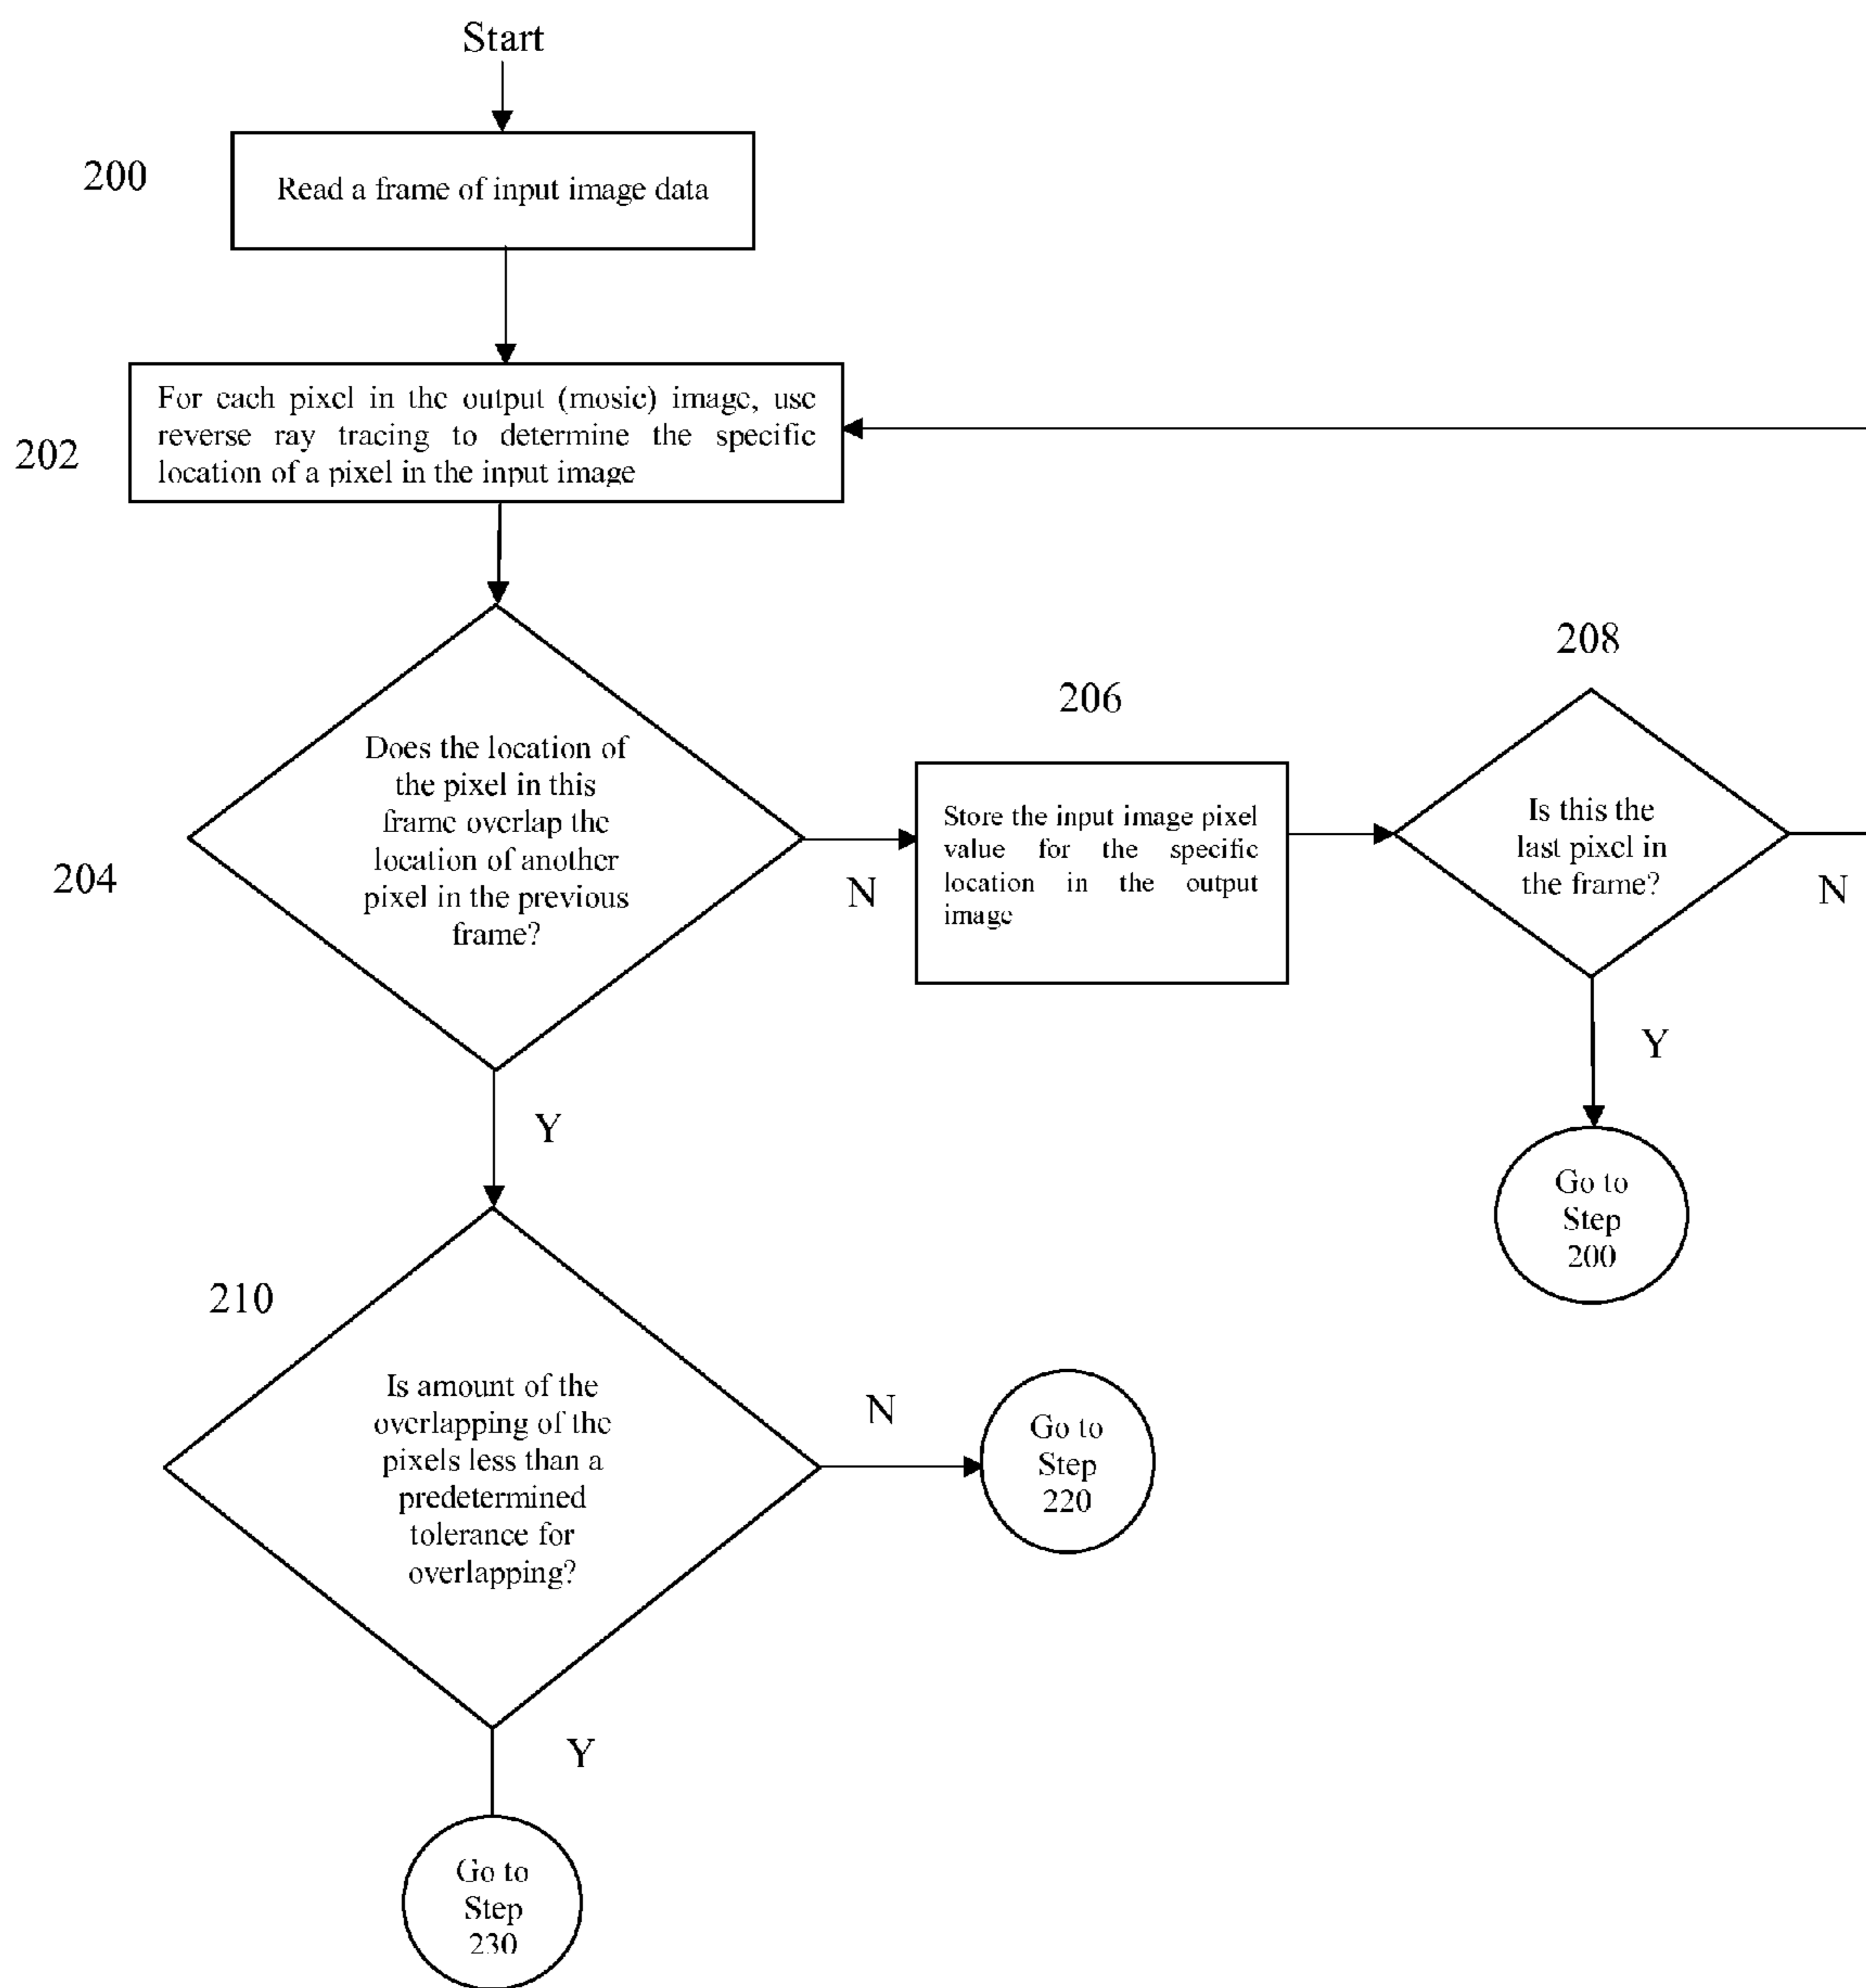 Start
200
Read a frame of input image data
202
For each pixel in the output (mosic) image, use
reverse ray tracing to determine the specific
location of a pixel in the input image
204
Does the location of
the pixel in this
frame overlap the
location of another
pixel in the previous
frame?
N
206
Store the input image pixel
value for the specific
location in the output
image
208
Is this the
last pixel in
the frame?
N
Y
Go to
Step
200
Y
210
Is amount of the
overlapping of the
pixels less than a
predetermined
tolerance for
overlapping?
N
Go to
Step
220
Y
Go to
Step
230